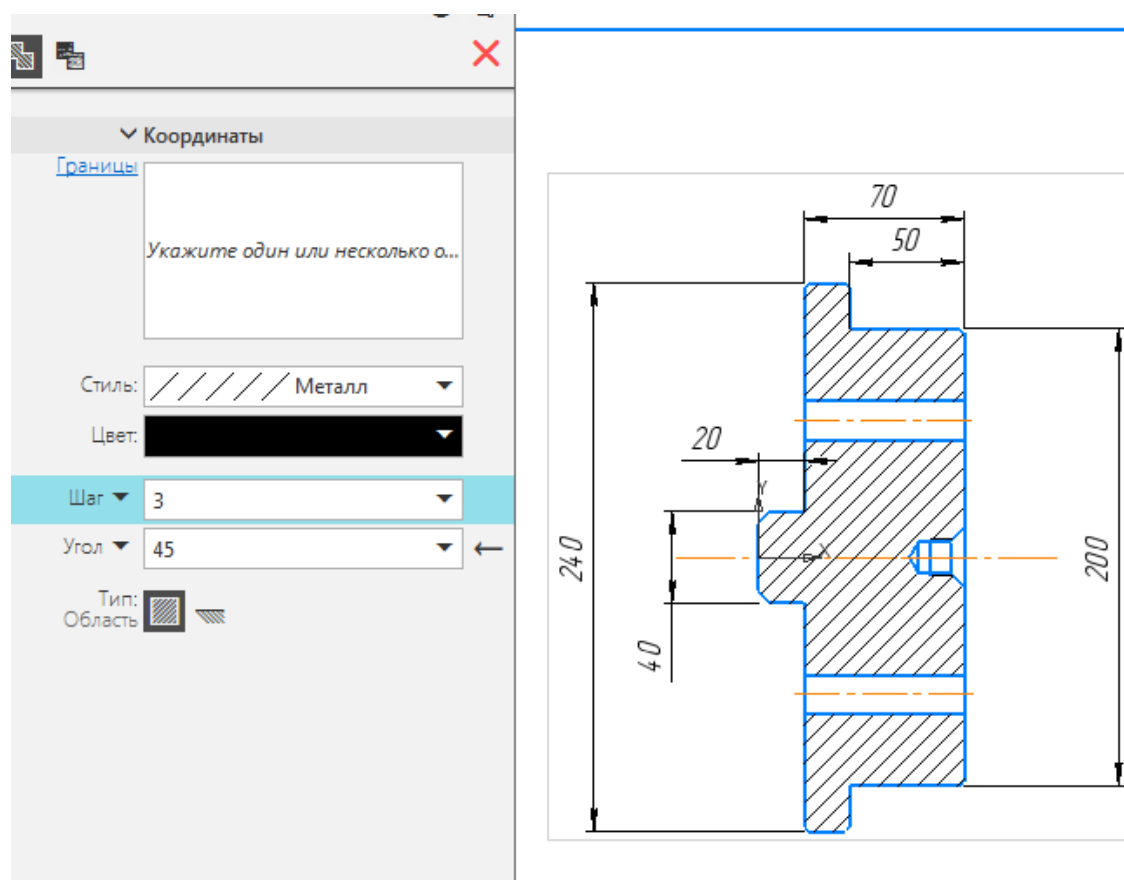 Координаты
Границы
Укажите один или несколько о...
Стиль: Металл
Цвет:
Шаг 3
Угол 45
Тип:
Область
70
50
20
Y
X
240
200
40